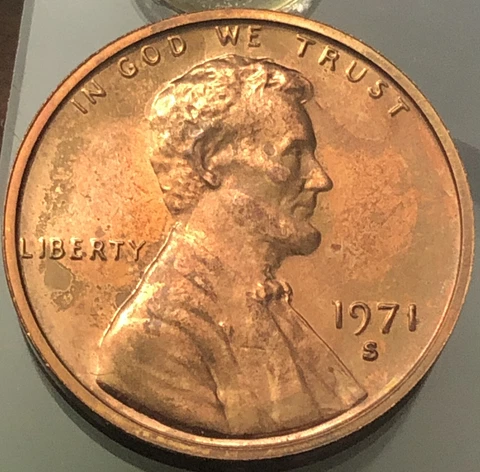 IN GOD WE TRUST
LIBERTY
1971
S